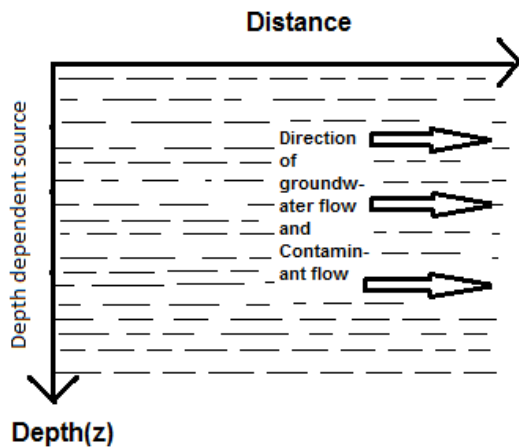 Distance
Depth dependent source
Direction
of
groundw-
ater flow
and
Contamin-
ant flow
Depth(z)